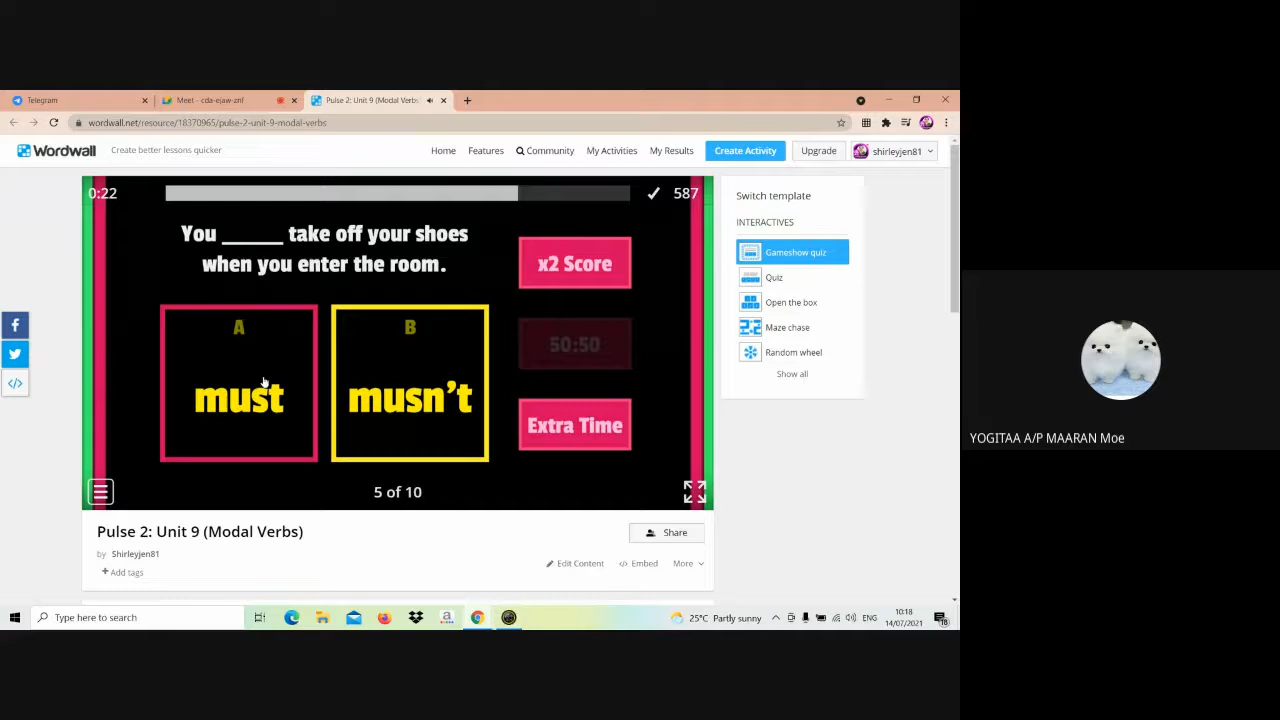 Telegram
Meet - cda-ejaw-znf
Pulse 2: Unit 9 (Modal Verbs
wordwall.net/resource/18370965/pulse-2-unit-9-modal-verbs
Wordwall
Create better lessons quicker
Home
Features
Community
My Activities
My Results
Create Activity
Upgrade
shirleyjen81
0:22
587
You _____ take off your shoes
when you enter the room.
x2 Score
50:50
Extra Time
A
must
B
musn't
5 of 10
Switch template
INTERACTIVES
Gameshow quiz
Quiz
Open the box
Maze chase
Random wheel
Show all
Pulse 2: Unit 9 (Modal Verbs)
Share
by Shirleyjen81
Add tags
Edit Content
Embed
More
YOGITAA A/P MAARAN Moe
Type here to search
25°C Partly sunny
ENG
10:18
14/07/2021